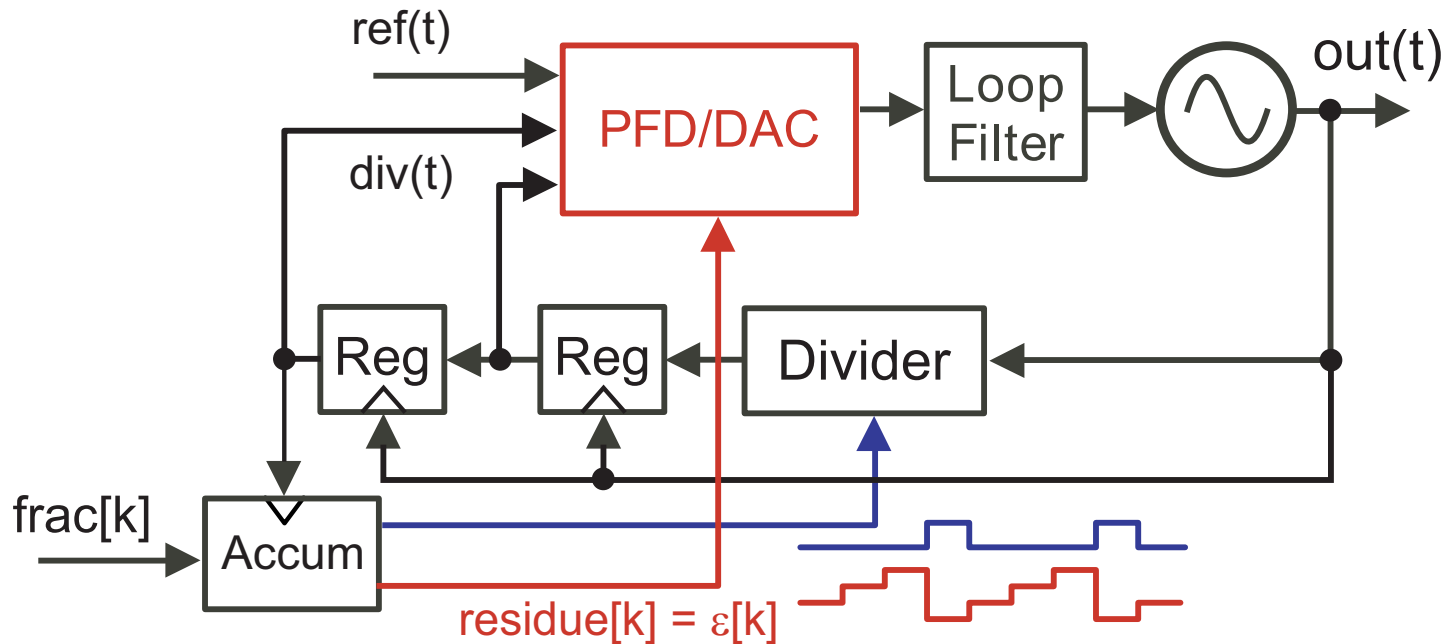 ref(t)
PFD/DAC
Loop
Filter
out(t)
div(t)
Reg
Reg
Divider
frac[k]
Accum
residue[k] = ε[k]